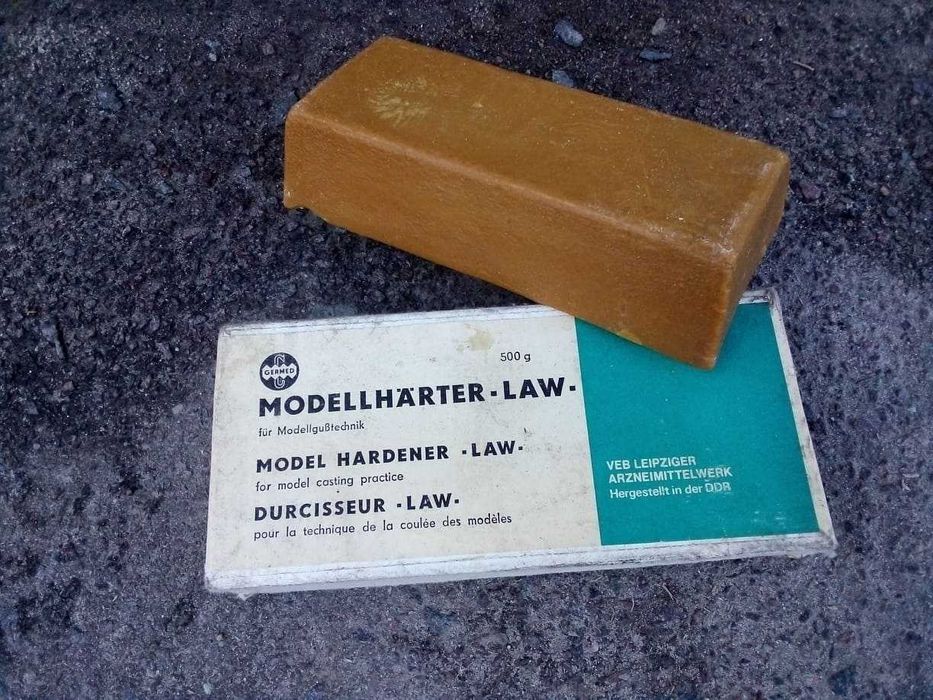 500 g
GERMED
MODELLHÄRTER -LAW-
für Modellgußtechnik
MODEL HARDENER -LAW-
for model casting practice
DURCISSEUR -LAW-
pour la technique de la coulée des modèles
VEB LEIPZIGER
ARZNEIMITTELWERK
Hergestellt in der DDR